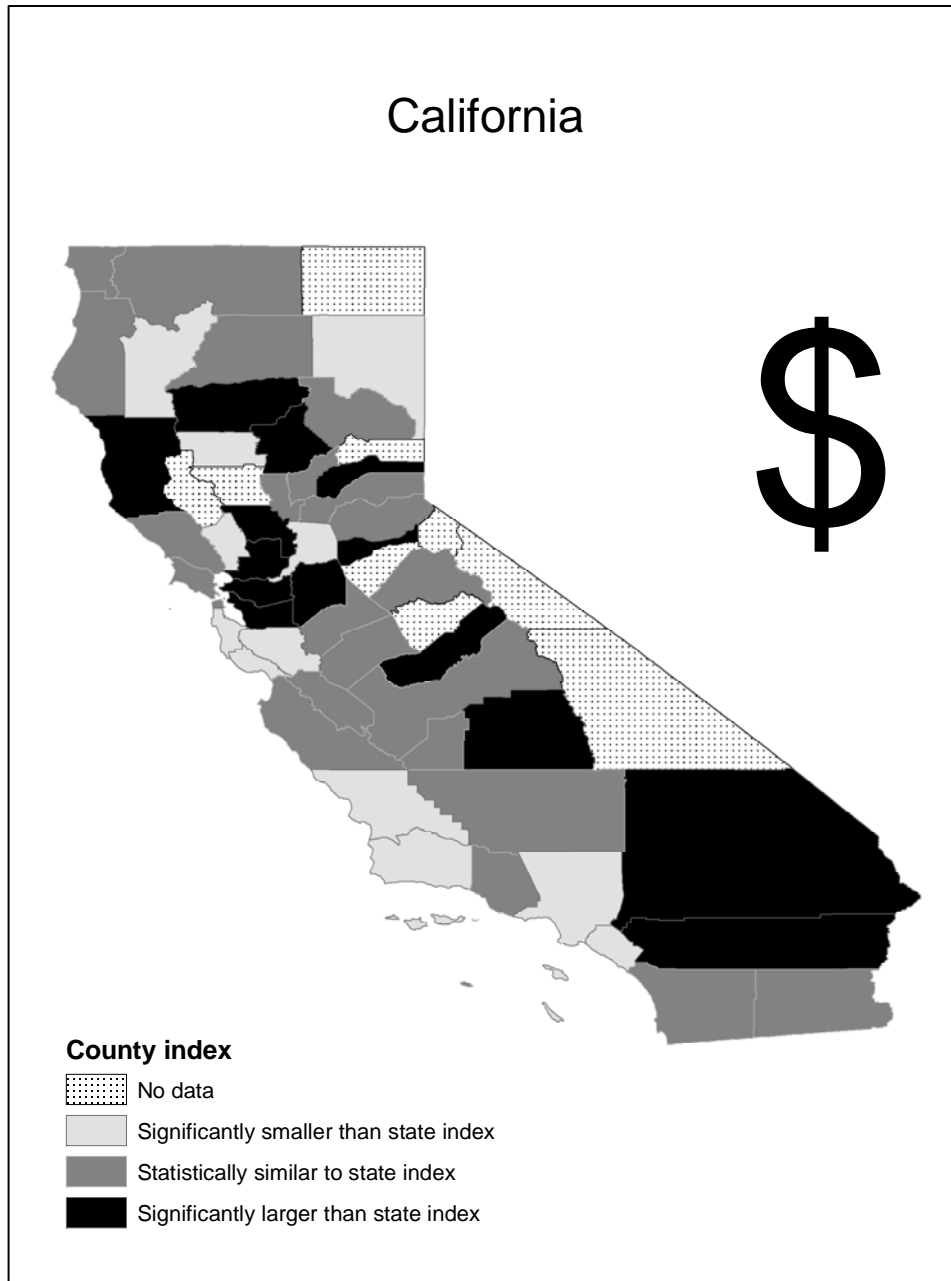 California
$
County index
No data
Significantly smaller than state index
Statistically similar to state index
Significantly larger than state index